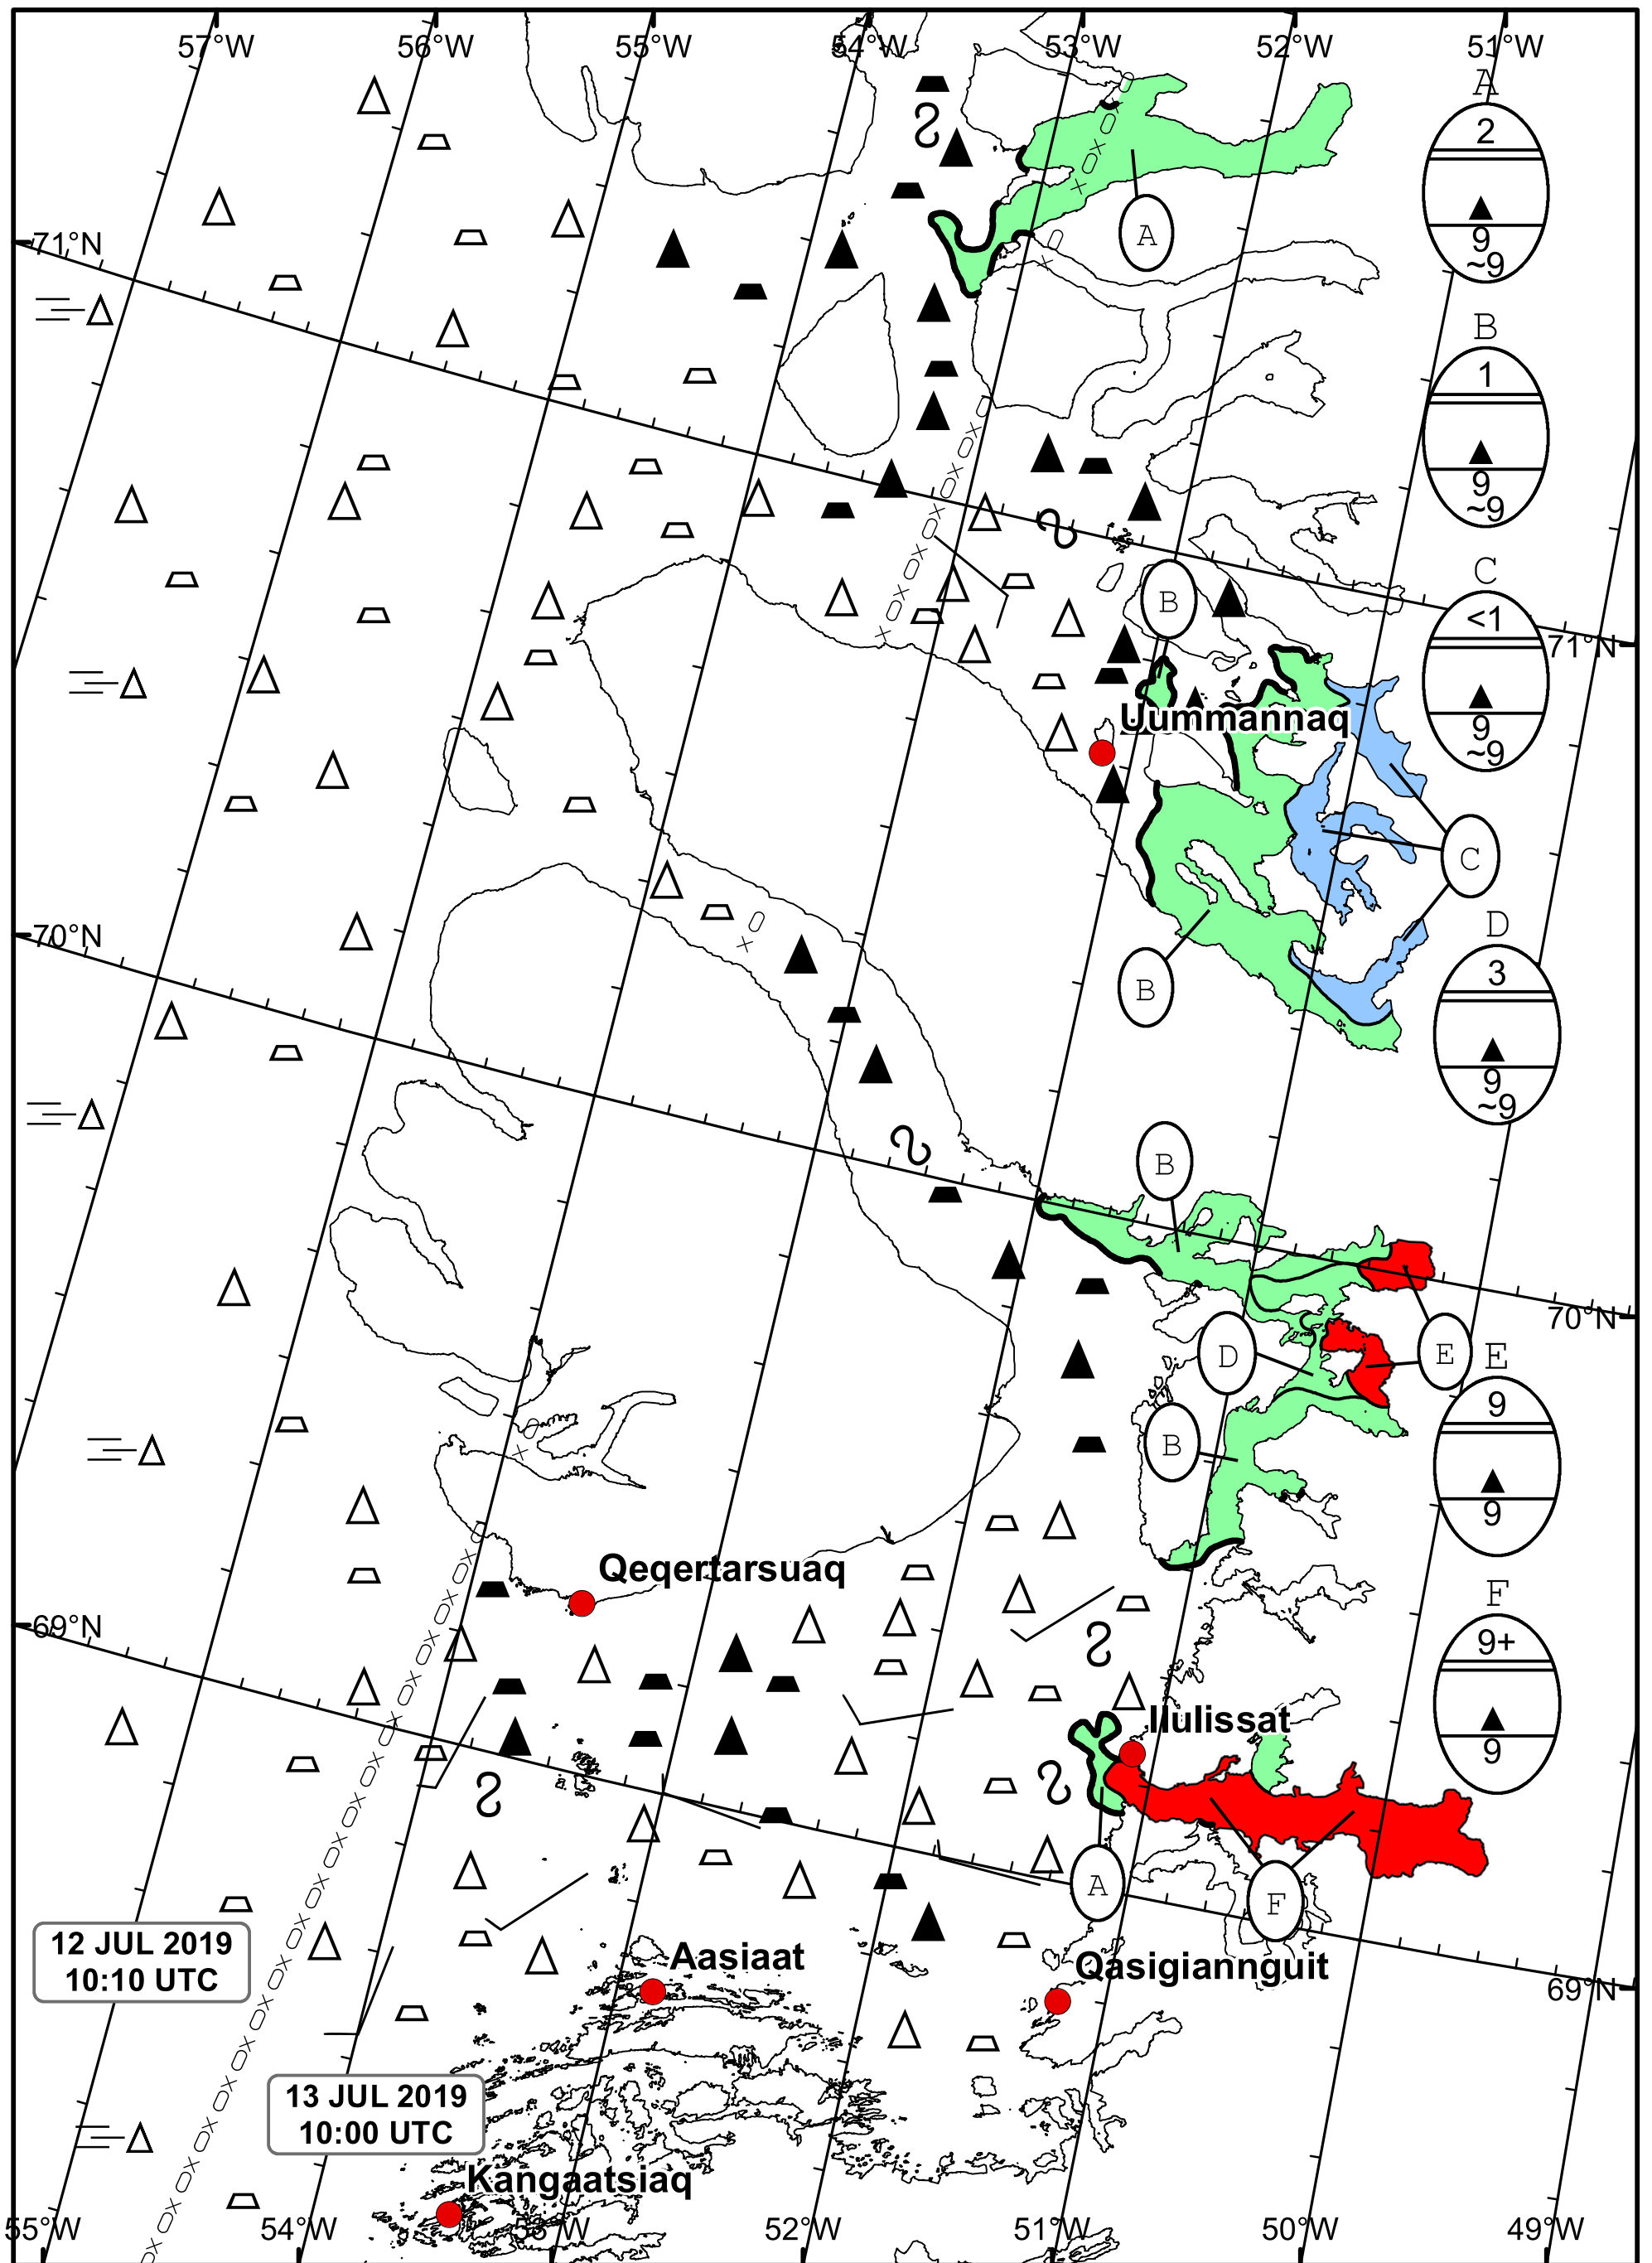 57°W 56°W 55°W 54°W 53°W 52°W 51°W
A
2
9
~9
A
71°N
B
1
9
~9
C
<1
9
~9
B
71°N
Uummannaq
C
70°N
D
3
9
~9
B
B
70°N
D
E
E
9
9
B
Qeqertarsuaq
69°N
F
9+
9
Ilulissat
A
F
12 JUL 2019
10:10 UTC
Aasiaat
Qasigiannguit
69°N
13 JUL 2019
10:00 UTC
Kangaatsiaq
55°W 54°W 53°W 52°W 51°W 50°W 49°W